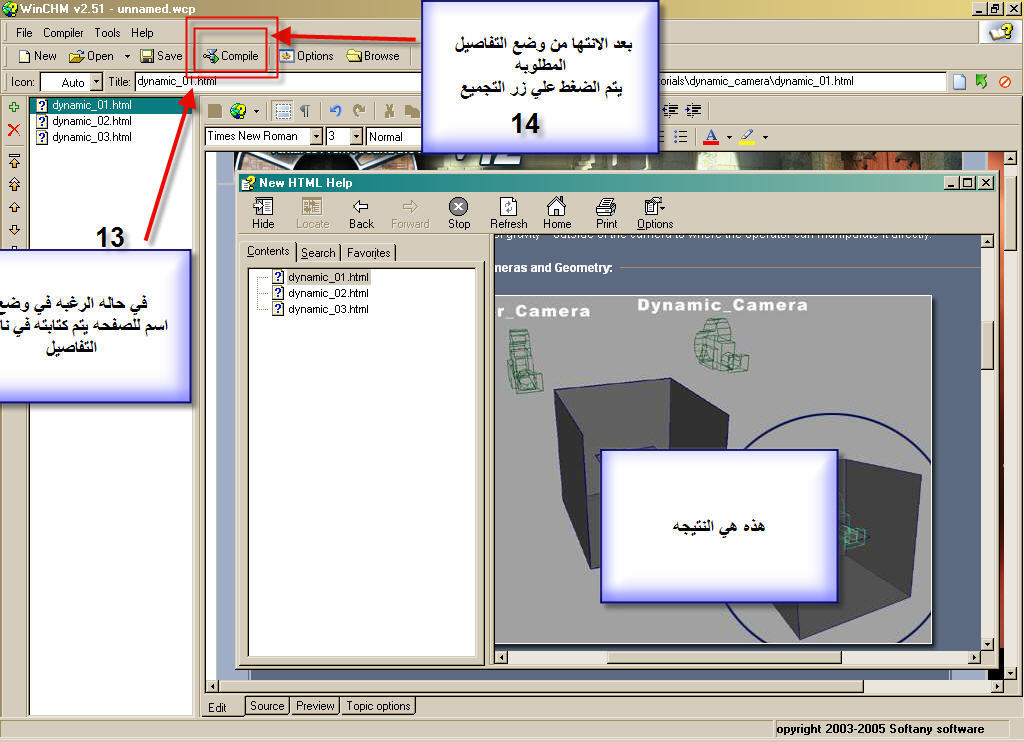 WinCHM v2.51 - unnamed.wcp
File Compiler Tools Help
New Open Save Compile Options Browse
Icon: Auto Title: dynamic_01.html
orials\dynamic_camera\dynamic_01.html
dynamic_01.html
dynamic_02.html
dynamic_03.html
Times New Roman 3 Normal
بعد الانتها من وضع التفاصيل
المطلوبه
يتم الضغط علي زر التجميع
14
13
في حاله الرغبه في وضع
اسم للصفحه يتم كتابته في
التفاصيل
New HTML Help
Hide Locate Back Forward Stop Refresh Home Print Options
Contents Search Favorites
dynamic_01.html
dynamic_02.html
dynamic_03.html
or gravity outside of the camera to where the operator can manipulate it directly.
meras and Geometry:
r_Camera Dynamic_Camera
هذه هي النتيجه
Edit Source Preview Topic options
opyright 2003-2005 Softany software